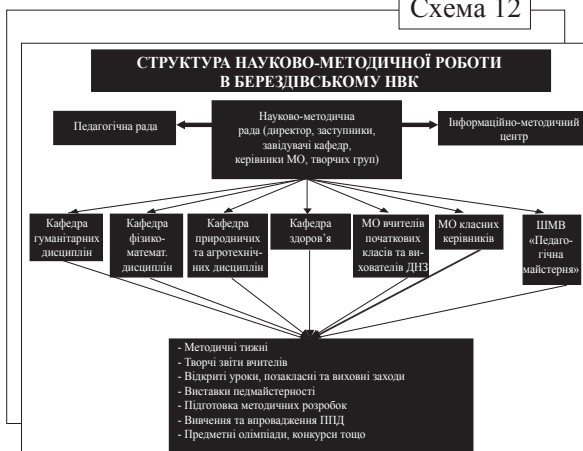 Схема 12
СТРУКТУРА НАУКОВО-МЕТОДИЧНОЇ РОБОТИ
В БЕРЕЗДІВСЬКОМУ НВК
Педагогічна рада
Науково-методична
рада (директор, заступники,
завідувачі кафедр,
керівники МО, творчих груп)
Інформаційно-методичний
центр
Кафедра
гуманітарних
дисциплін
Кафедра
фізико-
математ.
дисциплін
Кафедра
природничих
та агротехніч-
них дисциплін
Кафедра
здоров’я
МО вчителів
початкових
класів та ви-
хователів ДНЗ
МО класних
керівників
ШМВ
«Педаго-
гічна
майстерня»
- Методичні тижні
- Творчі звіти вчителів
- Відкриті уроки, позакласні та виховні заходи
- Виставки педмайстерності
- Підготовка методичних розробок
- Вивчення та впровадження ППД
- Предметні олімпіади, конкурси тощо